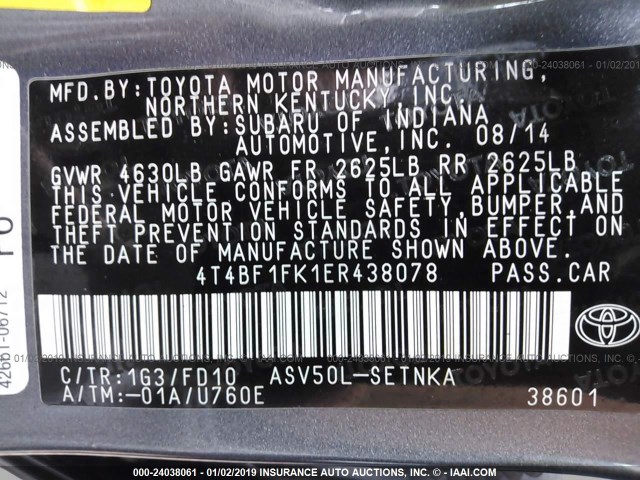 MFD.BY:TOYOTA MOTOR MANUFACTURING,
NORTHERN KENTUCKY,INC.
ASSEMBLED BY:SUBARU OF INDIANA
AUTOMOTIVE,INC. 08/14
GVWR 4630LB GAWR FR 2625LB RR 2625LB
THIS VEHICLE CONFORMS TO ALL APPLICABLE
FEDERAL MOTOR VEHICLE SAFETY,BUMPER,AND
THEFT PREVENTION STANDARDS IN EFFECT ON
THE DATE OF MANUFACTURE SHOWN ABOVE.
4T4BF1FK1ER438078 PASS.CAR
C/TR:1G3/FD10 ASV50L-SETNKA
A/TM:-01A/U760E 38601
42661-06712
000-24038061 - 01/02/2019 INSURANCE AUTO AUCTIONS INC. © - IAAI.COM